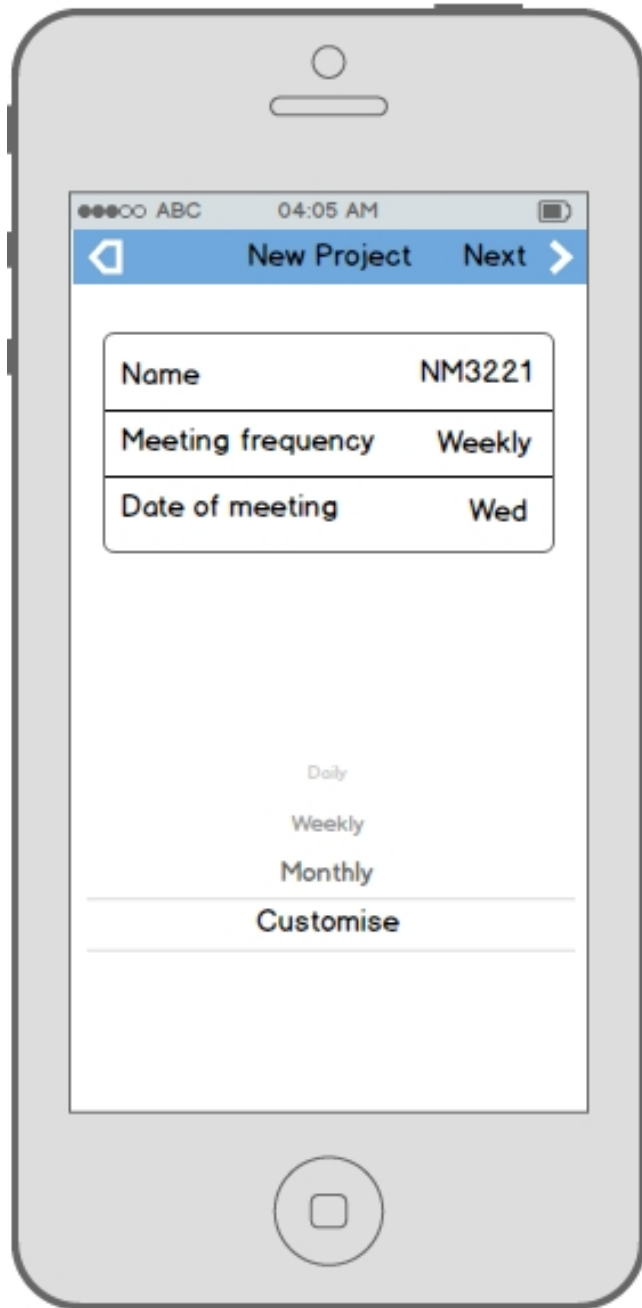 ABC 04:05 AM
New Project Next
Name NM3221
Meeting frequency Weekly
Date of meeting Wed
Daily
Weekly
Monthly
Customise